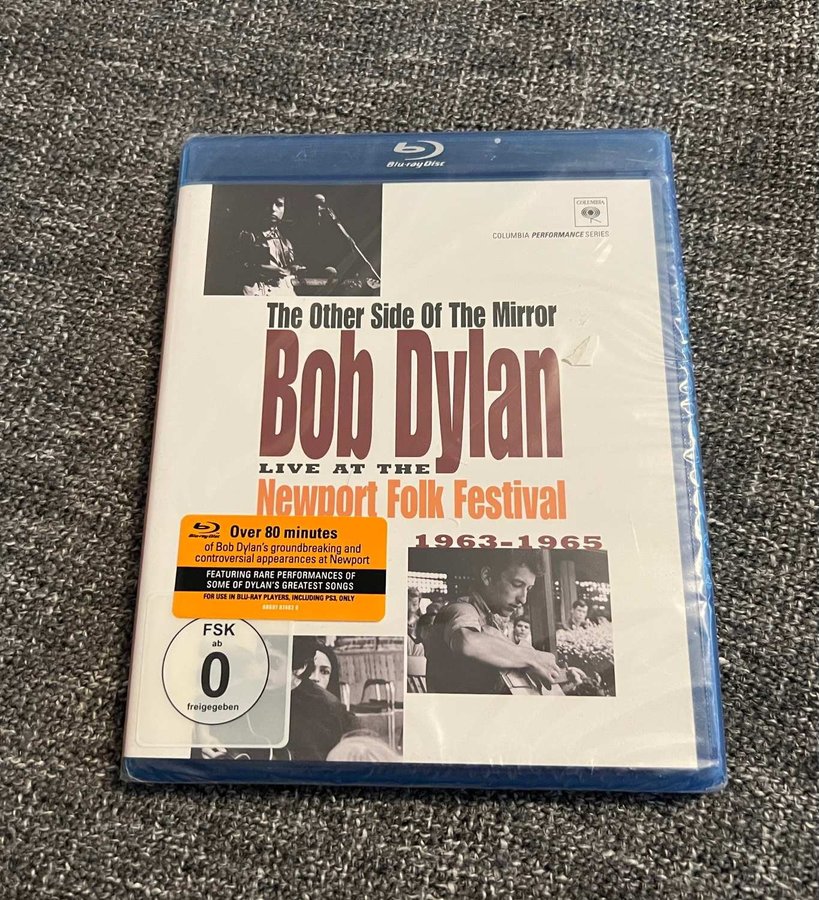 Blu-ray Disc
COLUMBIA
COLUMBIA PERFORMANCE SERIES
The Other Side Of The Mirror
Bob Dylan
LIVE AT THE
Newport Folk Festival
1963-1965
Blu-ray Disc
Over 80 minutes
of Bob Dylan's groundbreaking and
controversial appearances at Newport
FEATURING RARE PERFORMANCES OF
SOME OF DYLAN'S GREATEST SONGS
FOR USE IN BLU-RAY PLAYERS, INCLUDING PS3, ONLY
FSK
ab
0
freigegeben